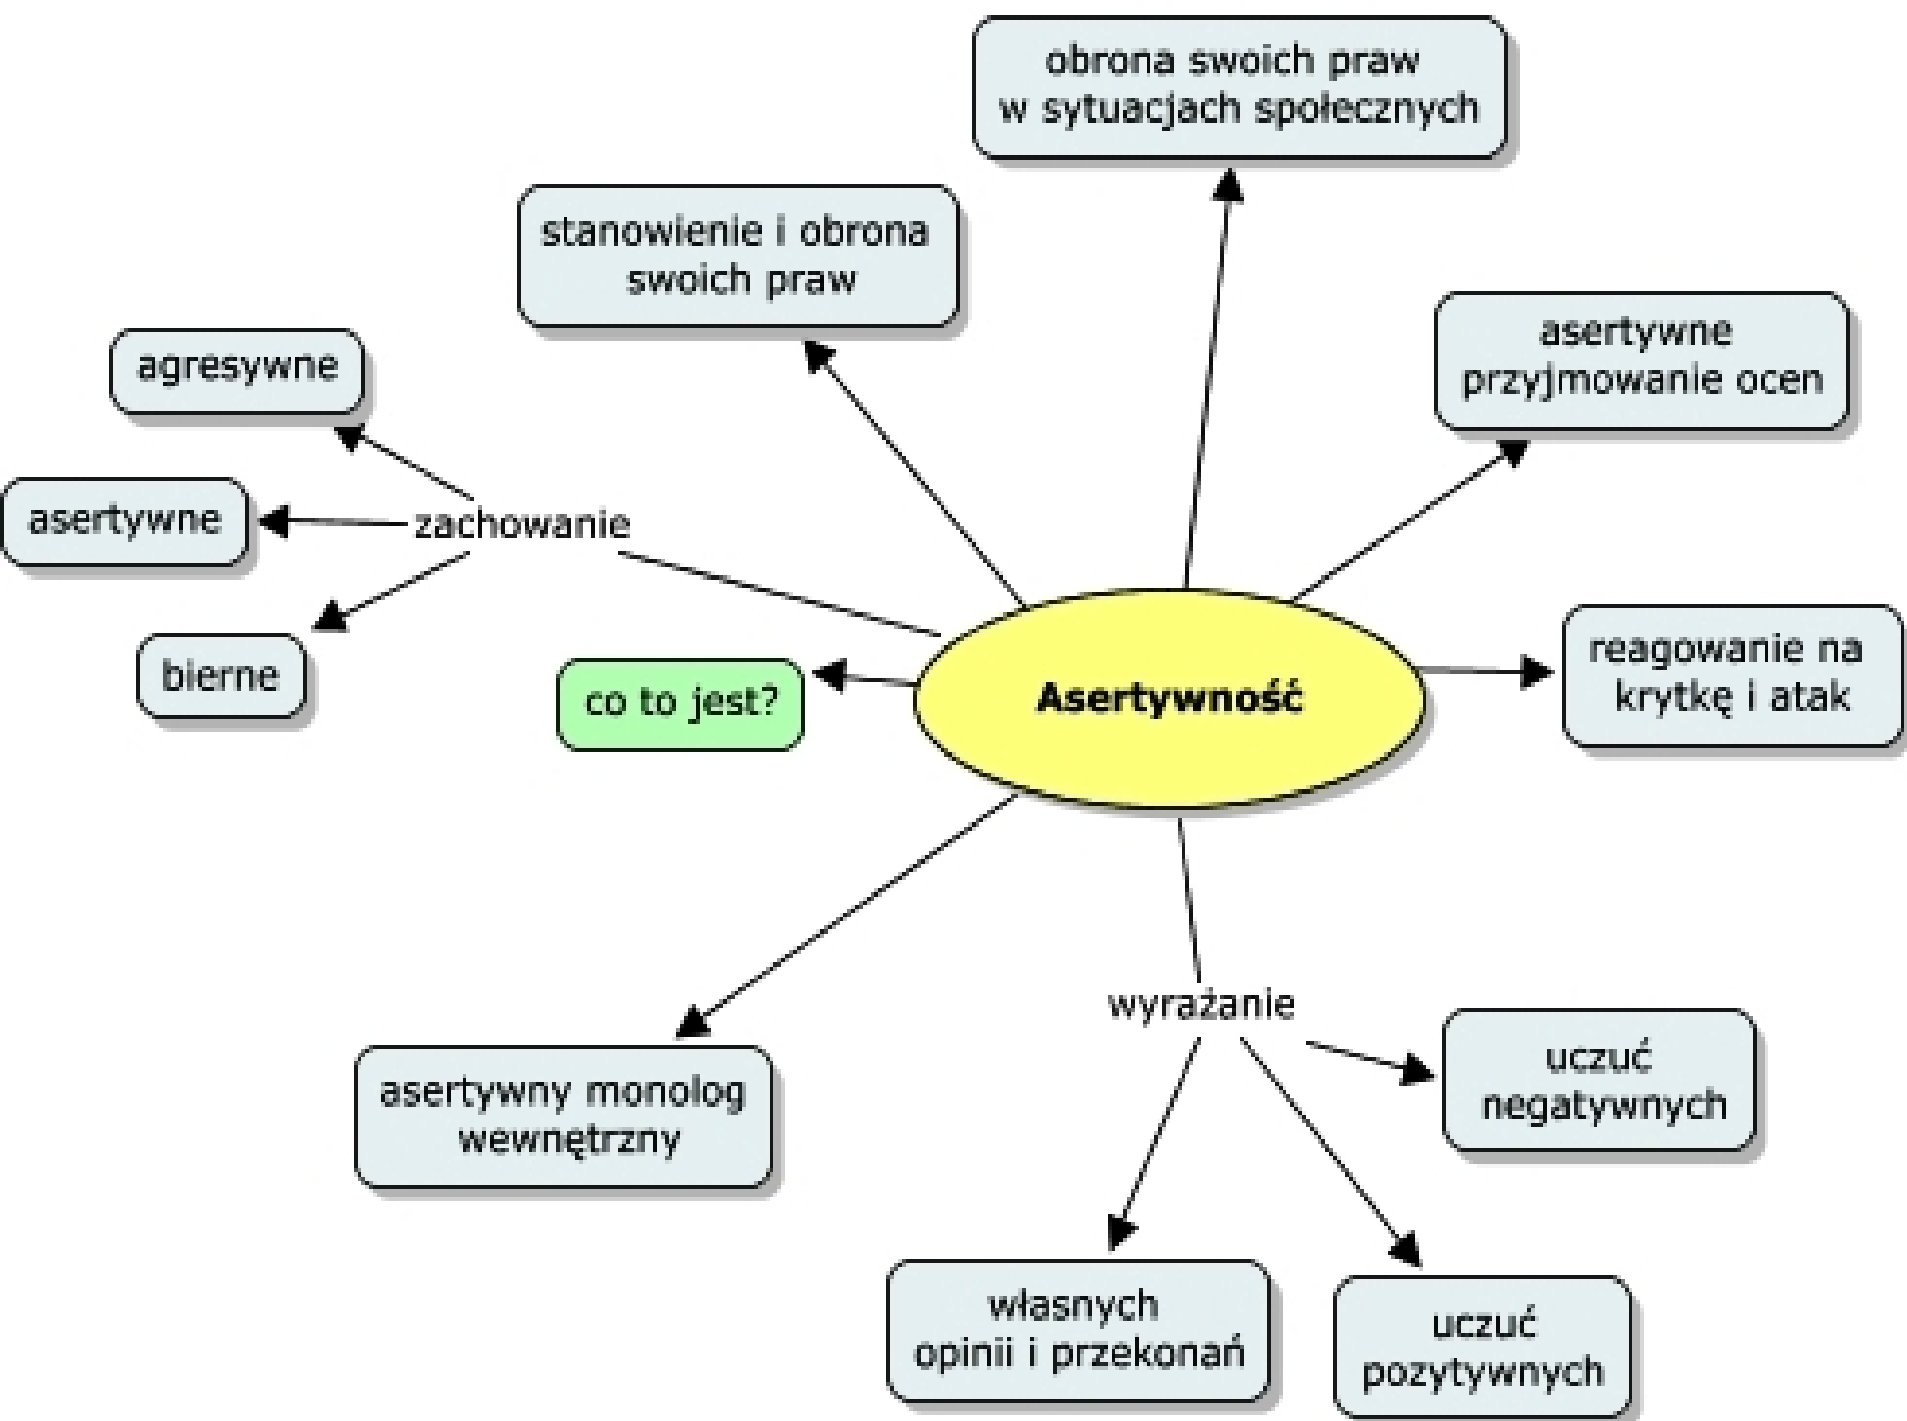 obrona swoich praw
w sytuacjach społecznych
stanowienie i obrona
swoich praw
asertywne
przyjmowanie ocen
agresywne
asertywne
zachowanie
bierne
co to jest?
Asertywność
reagowanie na
krytkę i atak
asertywny monolog
wewnętrzny
wyrażanie
uczuć
negatywnych
własnych
opinii i przekonań
uczuć
pozytywnych